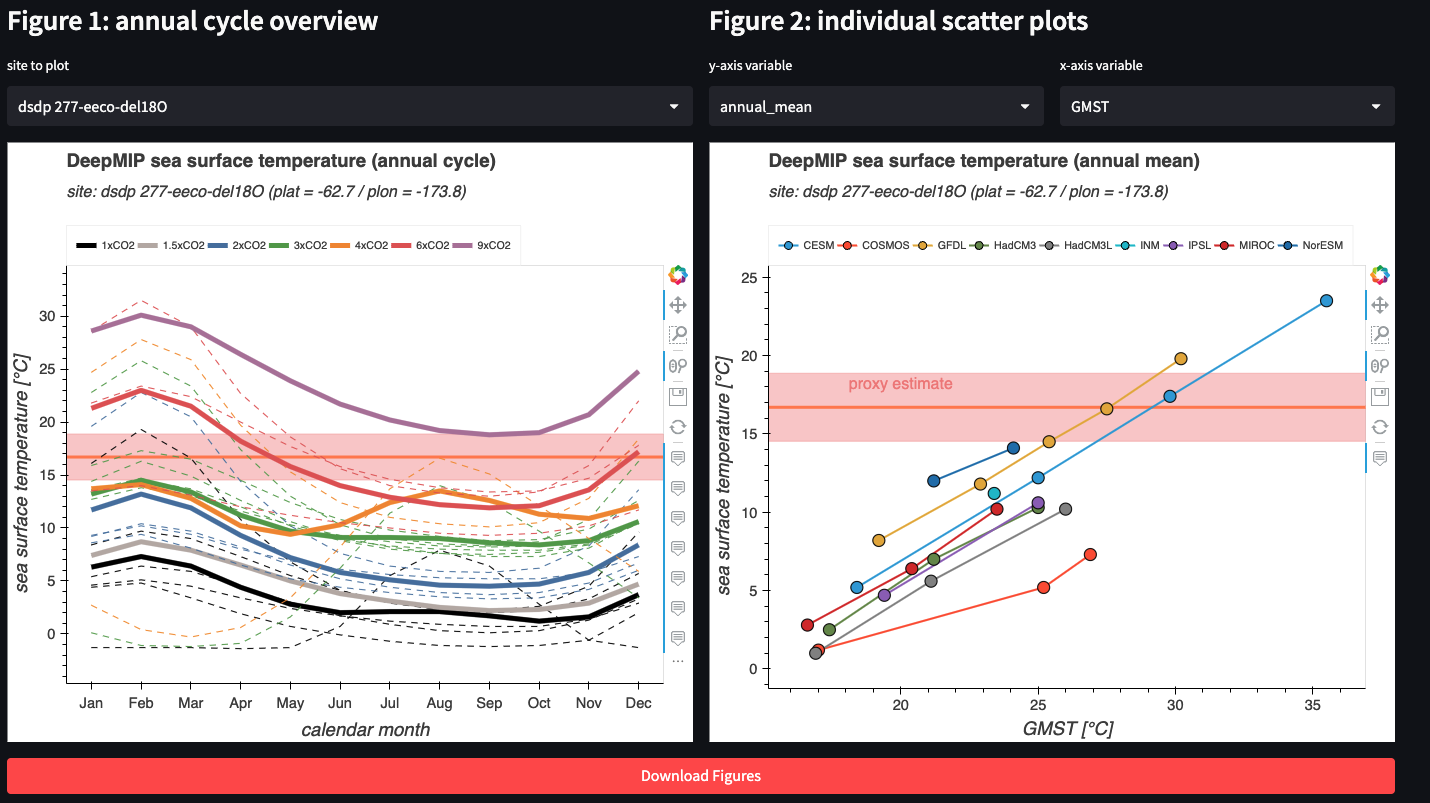 Figure 1: annual cycle overview
site to plot
dsdp 277-eeco-del18O
DeepMIP sea surface temperature (annual cycle)
site: dsdp 277-eeco-del18O (plat = -62.7 / plon = -173.8)
1xCO2 1.5xCO2 2xCO2 3xCO2 4xCO2 6xCO2 9xCO2
sea surface temperature [°C]
30
25
20
15
10
5
0
Jan Feb Mar Apr May Jun Jul Aug Sep Oct Nov Dec
calendar month
Figure 2: individual scatter plots
y-axis variable
annual_mean
x-axis variable
GMST
DeepMIP sea surface temperature (annual mean)
site: dsdp 277-eeco-del18O (plat = -62.7 / plon = -173.8)
CESM COSMOS GFDL HadCM3 HadCM3L INM IPSL MIROC NorESM
sea surface temperature [°C]
25
20
15
10
5
0
proxy estimate
20 25 30 35
GMST [°C]
Download Figures